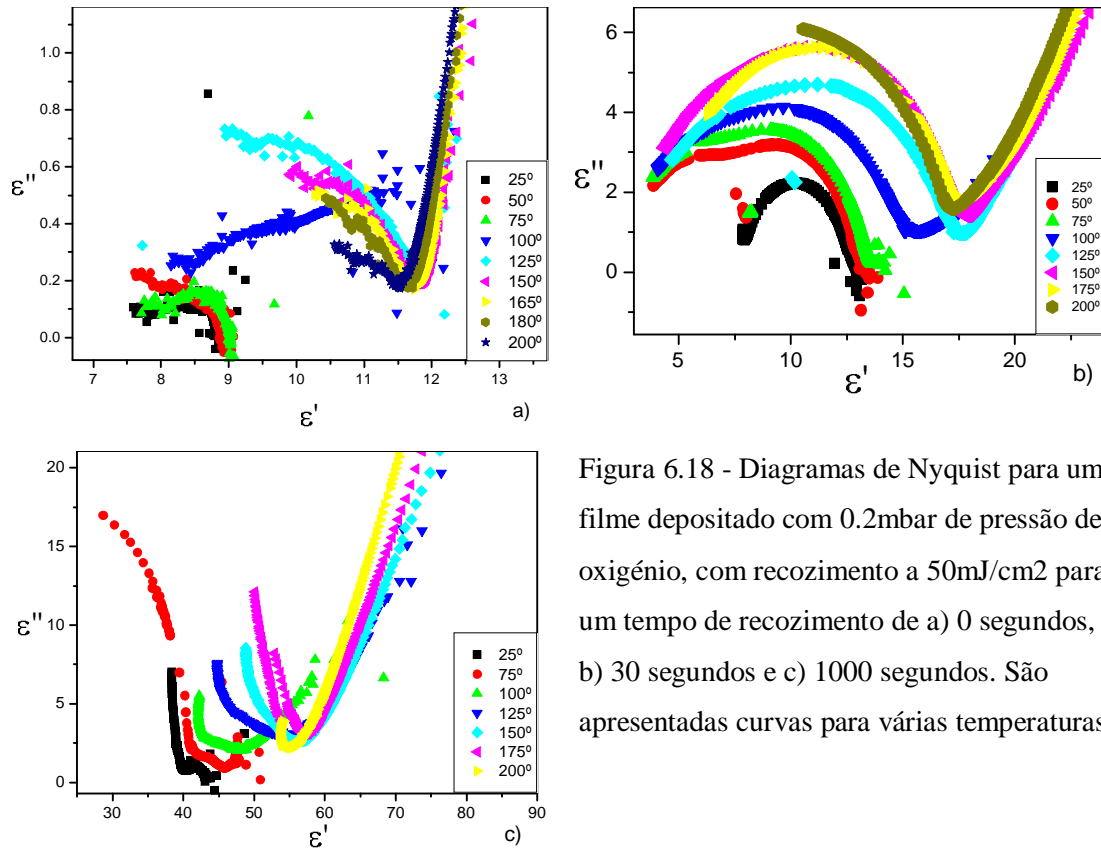 1.0
0.8
0.6
0.4
0.2
0.0
ε"
7 8 9 10 11 12 13
ε'
a)
25º
50º
75º
100º
125º
150º
165º
180º
200º
6
4
2
0
ε"
5 10 15 20
ε'
b)
25º
50º
75º
100º
125º
150º
175º
200º
20
15
10
5
0
ε"
30 40 50 60 70 80 90
ε'
c)
25º
75º
100º
125º
150º
175º
200º
Figura 6.18 - Diagramas de Nyquist para um
filme depositado com 0.2mbar de pressão de
oxigénio, com recozimento a 50mJ/cm2 para
um tempo de recozimento de a) 0 segundos,
b) 30 segundos e c) 1000 segundos. São
apresentadas curvas para várias temperaturas